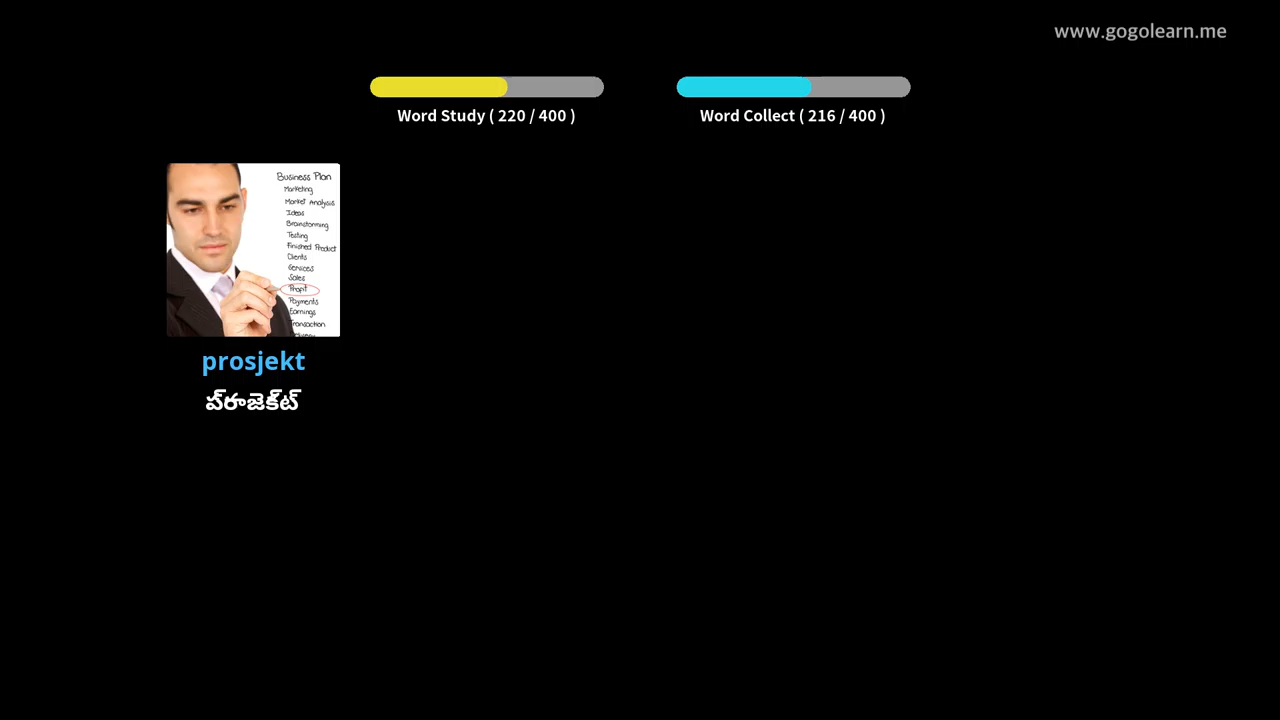 www.gogolearn.me
Word Study ( 220 / 400 )
Word Collect ( 216 / 400 )
Business Plan
Marketing
Market Analysis
Ideas
Brainstorming
Testing
Finished Product
Clients
Services
Sales
Profit
Payments
Earnings
Transaction
Delivery
prosjekt
ప్రాజెక్ట్